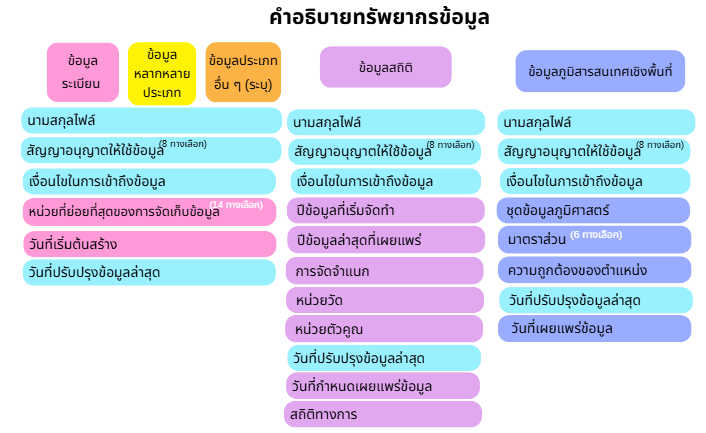 คำอธิบายทรัพยากรข้อมูล
ข้อมูล
ระเบียน
ข้อมูล
หลากหลาย
ประเภท
ข้อมูลประเภท
อื่น ๆ (ระบุ)
ข้อมูลสถิติ
ข้อมูลภูมิสารสนเทศเชิงพื้นที่
นามสกุลไฟล์
สัญญาอนุญาตให้ใช้ข้อมูล (8 ทางเลือก)
เงื่อนไขในการเข้าถึงข้อมูล
หน่วยที่ย่อยที่สุดของการจัดเก็บข้อมูล (14 ทางเลือก)
วันที่เริ่มต้นสร้าง
วันที่ปรับปรุงข้อมูลล่าสุด
นามสกุลไฟล์
สัญญาอนุญาตให้ใช้ข้อมูล (8 ทางเลือก)
เงื่อนไขในการเข้าถึงข้อมูล
ปีข้อมูลที่เริ่มจัดทำ
ปีข้อมูลล่าสุดที่เผยแพร่
การจัดจำแนก
หน่วยวัด
หน่วยตัวคูณ
วันที่ปรับปรุงข้อมูลล่าสุด
วันที่กำหนดเผยแพร่ข้อมูล
สถิติทางการ
นามสกุลไฟล์
สัญญาอนุญาตให้ใช้ข้อมูล (8 ทางเลือก)
เงื่อนไขในการเข้าถึงข้อมูล
ชุดข้อมูลภูมิศาสตร์
มาตราส่วน (6 ทางเลือก)
ความถูกต้องของตำแหน่ง
วันที่ปรับปรุงข้อมูลล่าสุด
วันที่เผยแพร่ข้อมูล